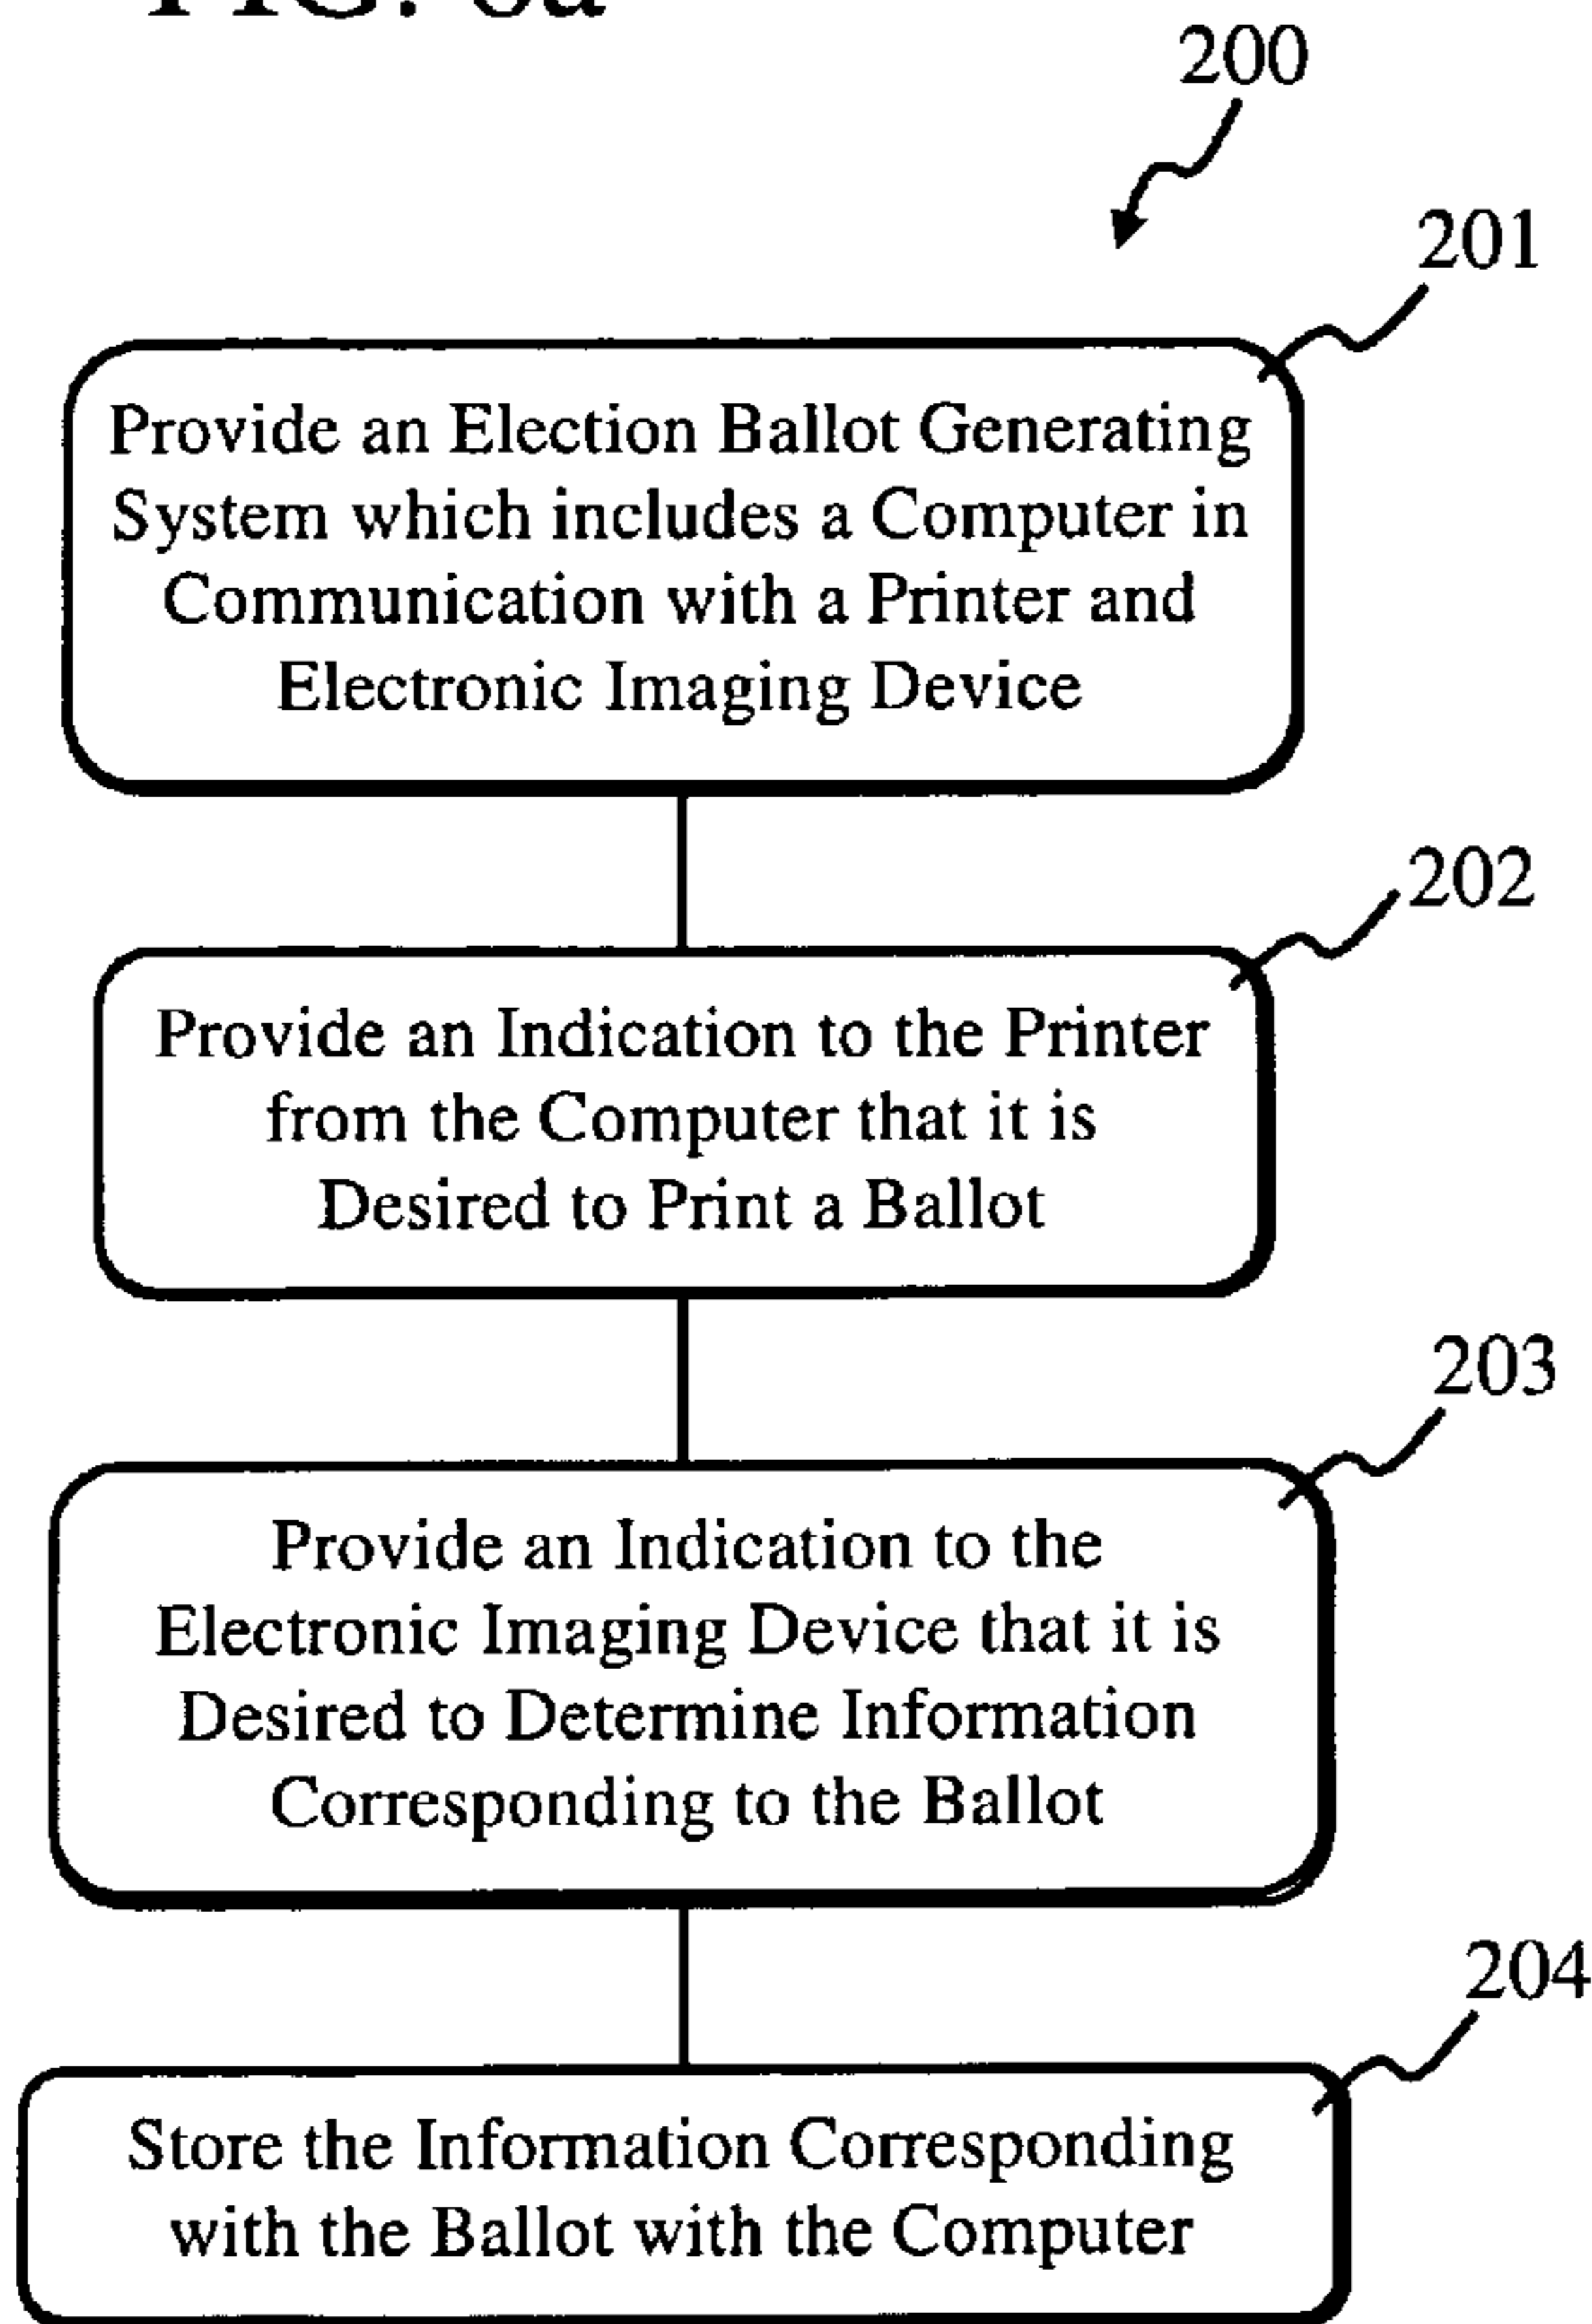 200
201
Provide an Election Ballot Generating
System which includes a Computer in
Communication with a Printer and
Electronic Imaging Device
202
Provide an Indication to the Printer
from the Computer that it is
Desired to Print a Ballot
203
Provide an Indication to the
Electronic Imaging Device that it is
Desired to Determine Information
Corresponding to the Ballot
204
Store the Information Corresponding
with the Ballot with the Computer